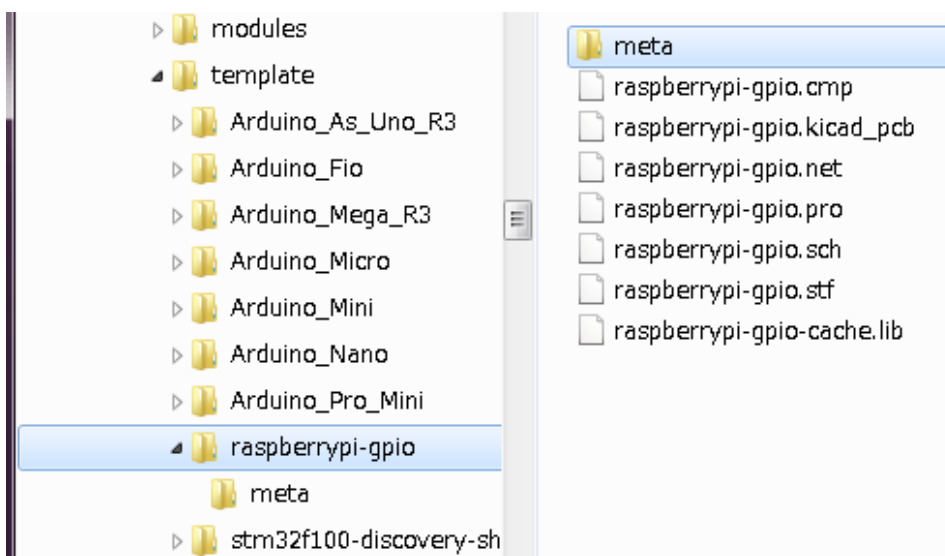 modules
template
Arduino_As_Uno_R3
Arduino_Fio
Arduino_Mega_R3
Arduino_Micro
Arduino_Mini
Arduino_Nano
Arduino_Pro_Mini
raspberrypi-gpio
meta
stm32f100-discovery-sh
meta
raspberrypi-gpio.cmp
raspberrypi-gpio.kicad_pcb
raspberrypi-gpio.net
raspberrypi-gpio.pro
raspberrypi-gpio.sch
raspberrypi-gpio.stf
raspberrypi-gpio-cache.lib